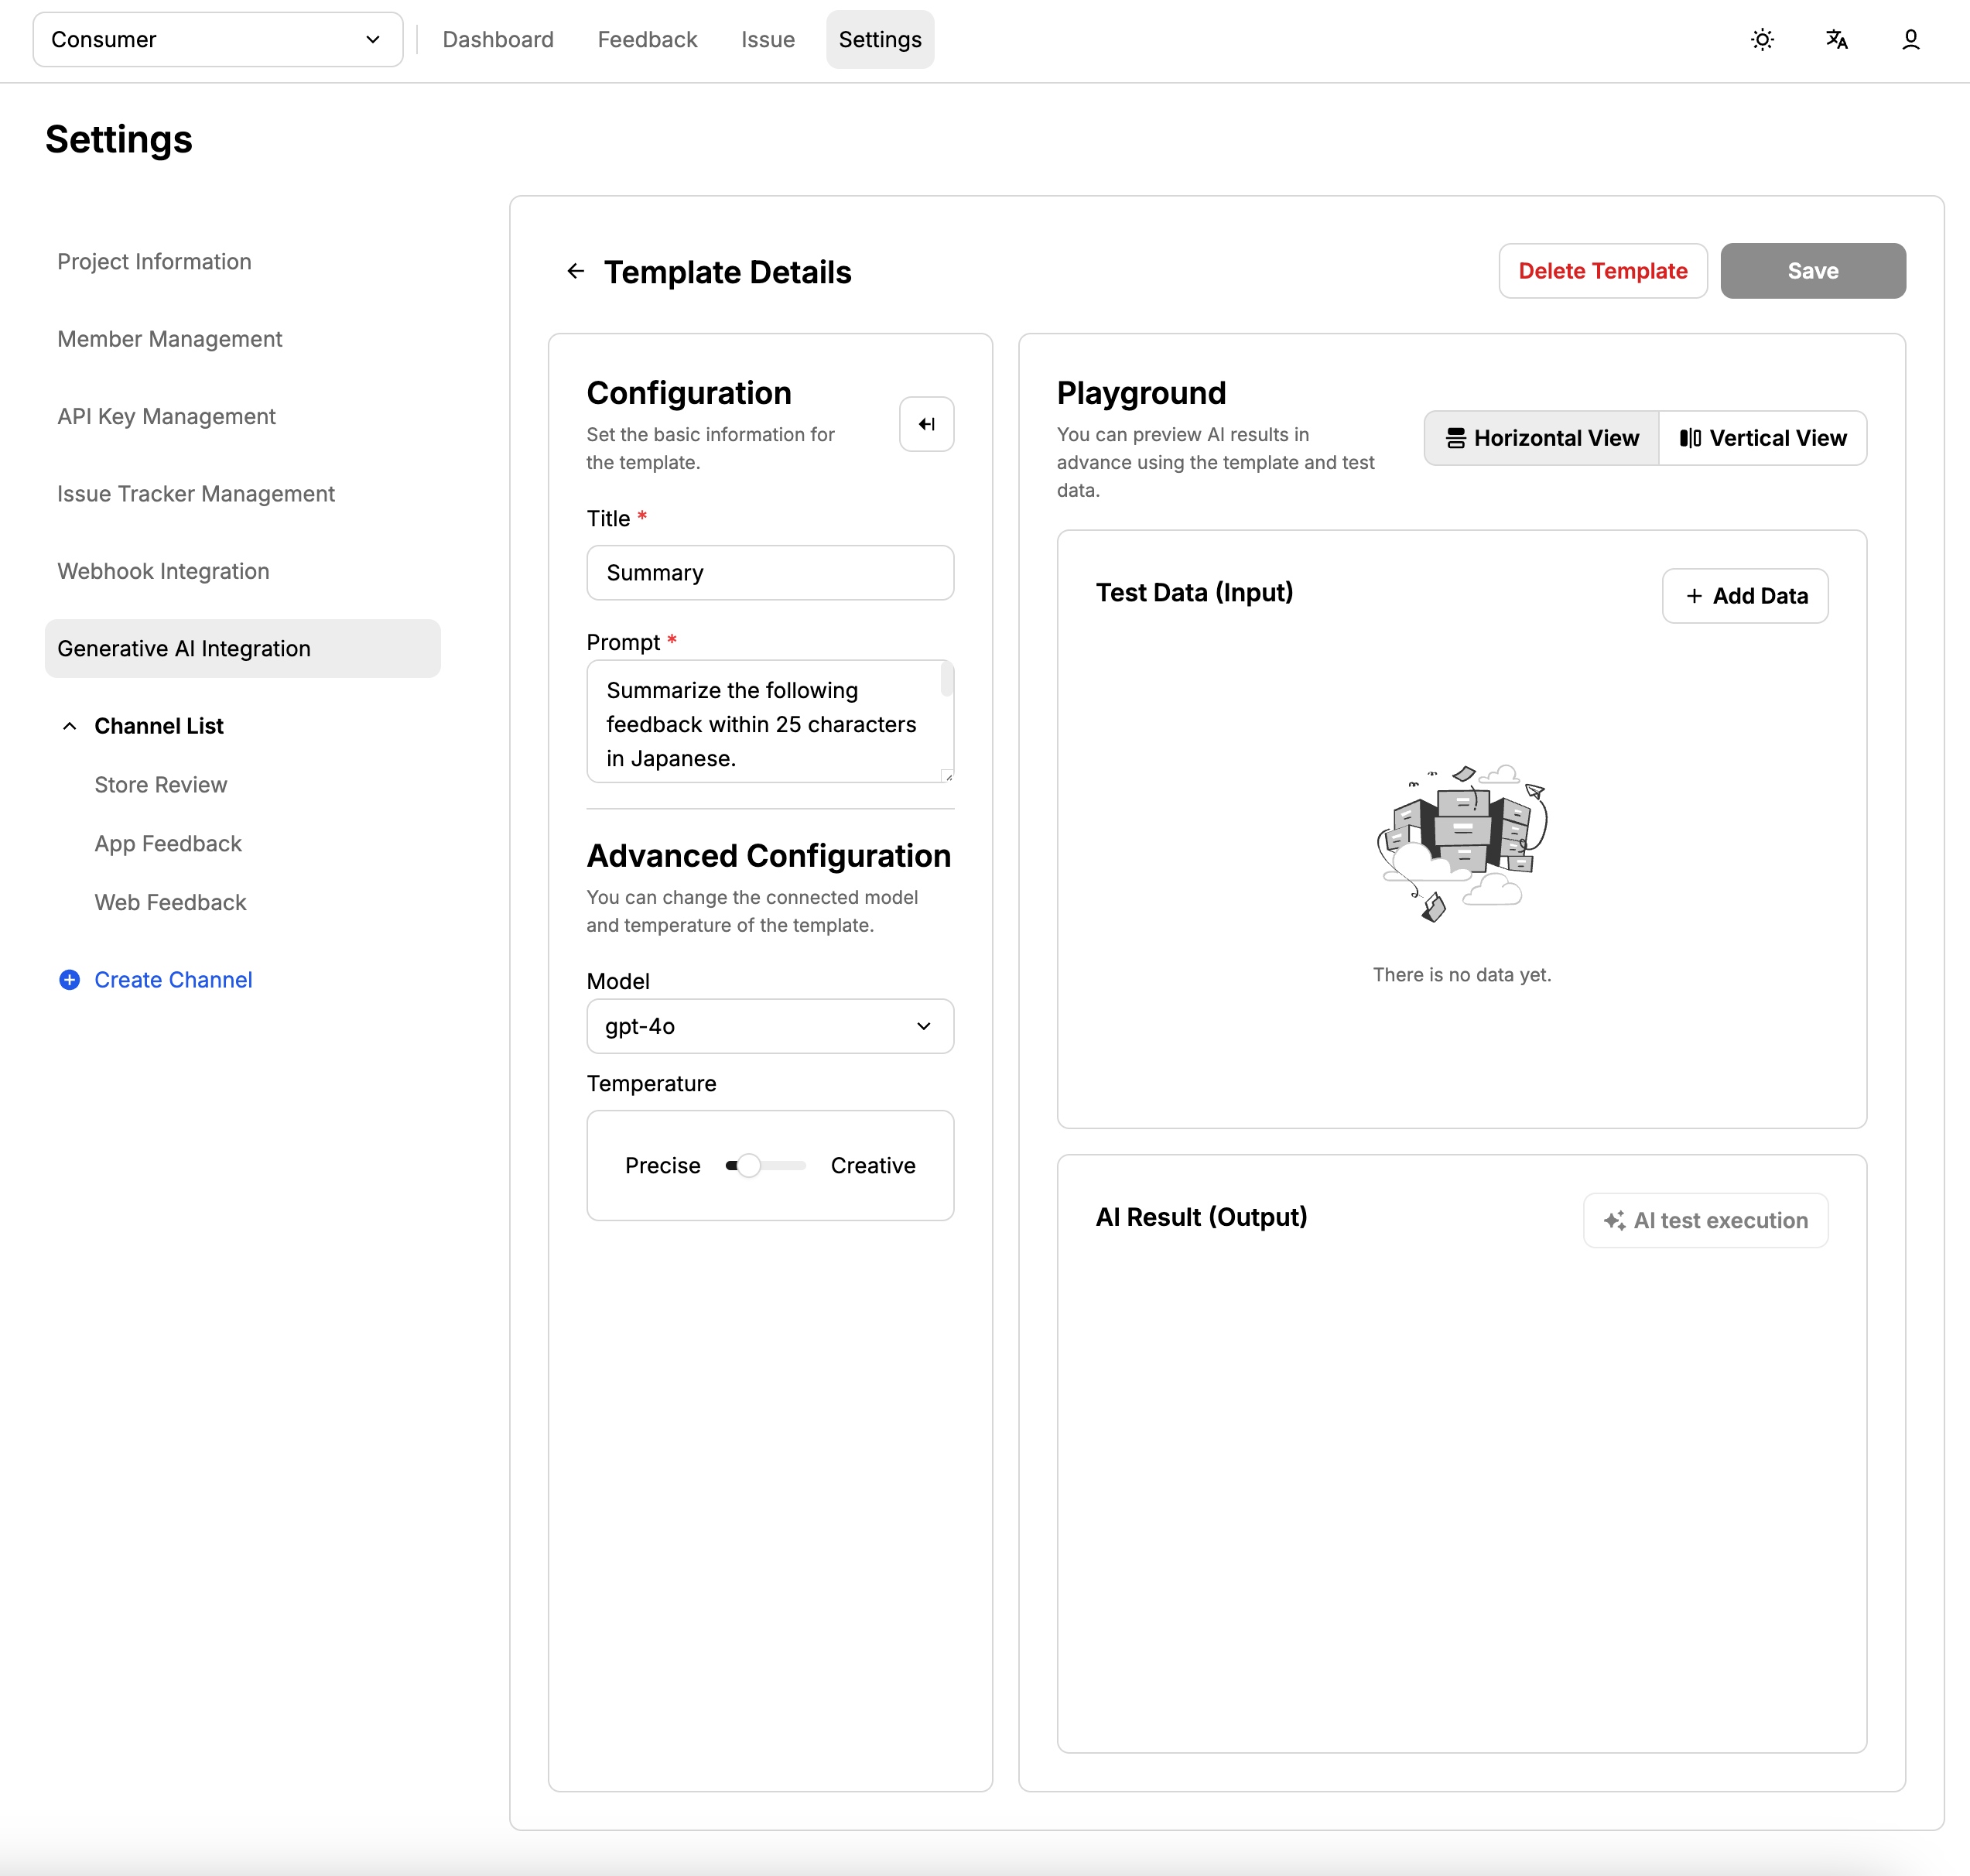 Consumer
Dashboard
Feedback
Issue
Settings
Settings
Project Information
Member Management
API Key Management
Issue Tracker Management
Webhook Integration
Generative AI Integration
Channel List
Store Review
App Feedback
Web Feedback
Create Channel
Template Details
Delete Template
Save
Configuration
Set the basic information for
the template.
Title *
Summary
Prompt *
Summarize the following
feedback within 25 characters
in Japanese.
Advanced Configuration
You can change the connected model
and temperature of the template.
Model
gpt-4o
Temperature
Precise
Creative
Playground
You can preview AI results in
advance using the template and test
data.
Horizontal View
Vertical View
Test Data (Input)
+ Add Data
There is no data yet.
AI Result (Output)
AI test execution